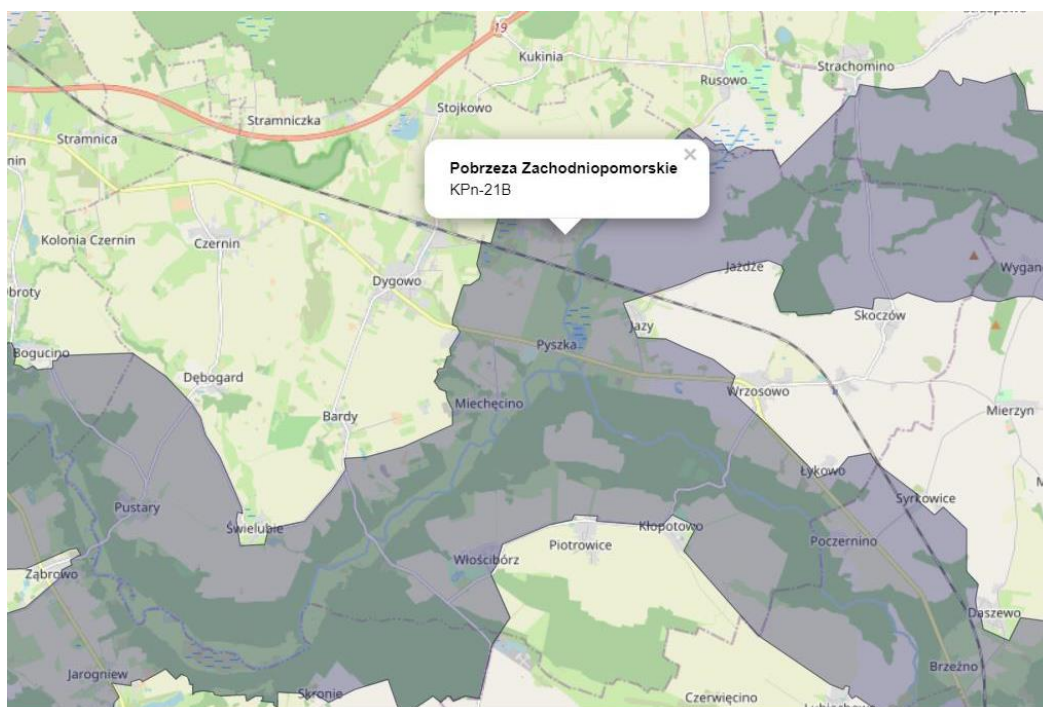 19
Kukinia
Strachomino
Rusowo
Stojkowo
Stramniczka
Stramnica
×
Pobrzeza Zachodniopomorskie
KPn-21B
Kolonia Czernin
Czernin
Jażdże
Dygowo
Skoczów
Jazy
Pyszka
Bogucino
Dębogard
Wrzosowo
Miechęcino
Mierzyn
Bardy
Łykowo
Syrkowice
Pustary
Świelubie
Kłopotowo
Piotrowice
Poczernino
Włościbórz
Ząbrowo
Daszewo
Brzeźno
Jarogniew
Skronie
Czerwięcino